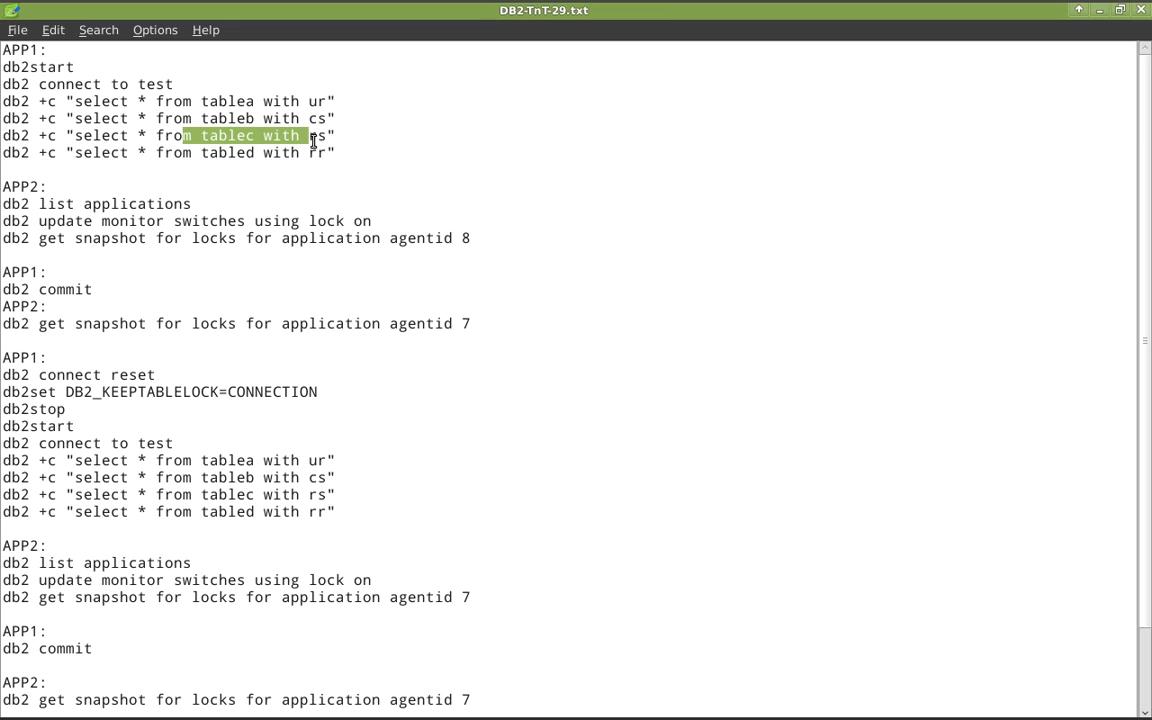 DB2-TnT-29.txt
File Edit Search Options Help
APP1:
db2start
db2 connect to test
db2 +c "select * from tablea with ur"
db2 +c "select * from tableb with cs"
db2 +c "select * from tablec with rs"
db2 +c "select * from tabled with rr"
APP2:
db2 list applications
db2 update monitor switches using lock on
db2 get snapshot for locks for application agentid 8
APP1:
db2 commit
APP2:
db2 get snapshot for locks for application agentid 7
APP1:
db2 connect reset
db2set DB2_KEEPTABLELOCK=CONNECTION
db2stop
db2start
db2 connect to test
db2 +c "select * from tablea with ur"
db2 +c "select * from tableb with cs"
db2 +c "select * from tablec with rs"
db2 +c "select * from tabled with rr"
APP2:
db2 list applications
db2 update monitor switches using lock on
db2 get snapshot for locks for application agentid 7
APP1:
db2 commit
APP2:
db2 get snapshot for locks for application agentid 7